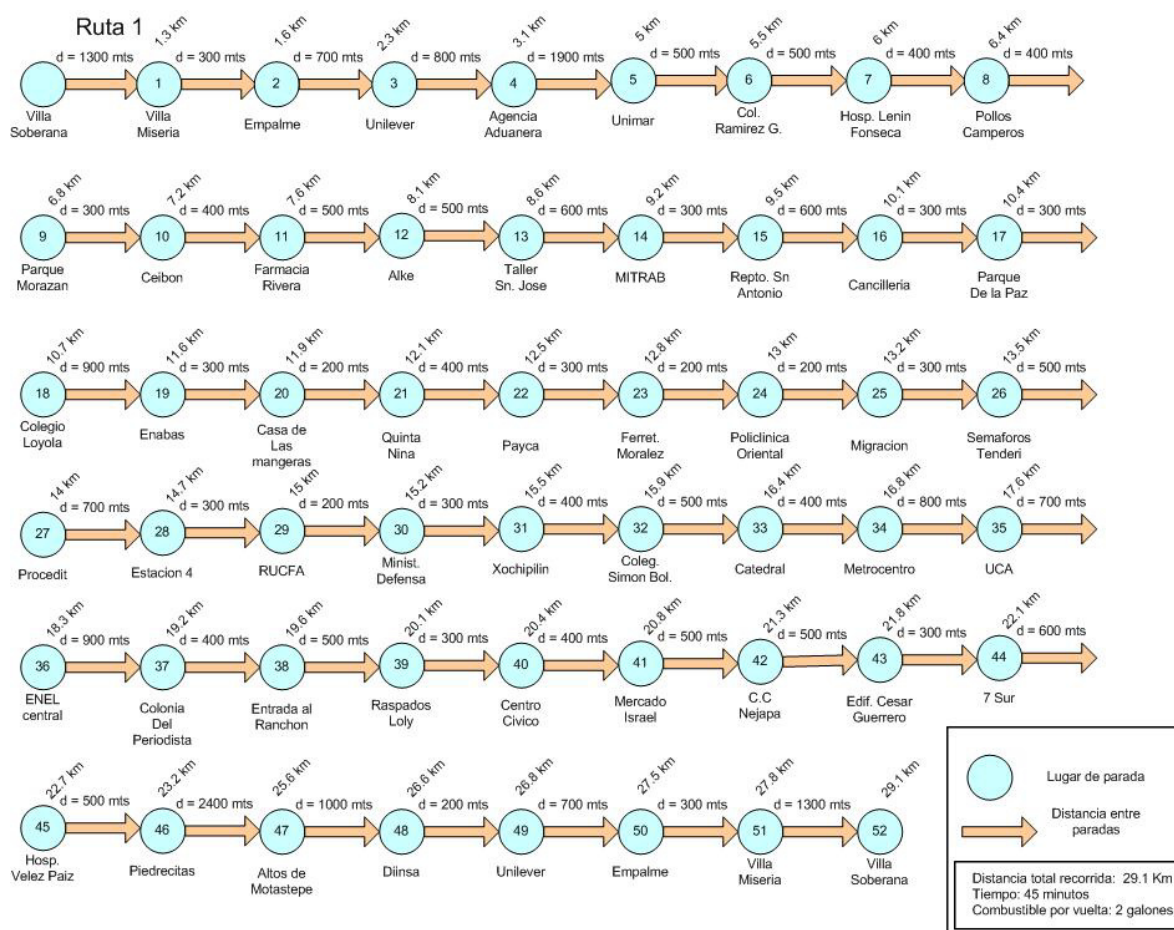 Ruta 1
1.3 km 1.6 km 2.3 km 3.1 km 5 km 5.5 km 6 km 6.4 km
d = 1300 mts d = 300 mts d = 700 mts d = 800 mts d = 1900 mts d = 500 mts d = 500 mts d = 400 mts d = 400 mts
1 2 3 4 5 6 7 8
Villa Villa Empalme Unilever Agencia Unimar Col. Hosp. Lenin Pollos
Soberana Miseria Aduanera Ramirez G. Fonseca Camperos
6.8 km 7.2 km 7.6 km 8.1 km 8.6 km 9.2 km 9.5 km 10.1 km 10.4 km
d = 300 mts d = 400 mts d = 500 mts d = 500 mts d = 600 mts d = 300 mts d = 600 mts d = 300 mts d = 300 mts
9 10 11 12 13 14 15 16 17
Parque Ceibon Farmacia Alke Taller MITRAB Repto. Sn Cancilleria Parque
Morazan Rivera Sn. Jose Antonio De la Paz
10.7 km 11.6 km 11.9 km 12.1 km 12.5 km 12.8 km 13 km 13.2 km 13.5 km
d = 900 mts d = 300 mts d = 200 mts d = 400 mts d = 300 mts d = 200 mts d = 200 mts d = 300 mts d = 500 mts
18 19 20 21 22 23 24 25 26
Colegio Enabas Casa de Quinta Payca Ferret. Policlinica Migracion Semaforos
Loyola Las Nina Moralez Oriental Tenderi
mangeras
14 km 14.7 km 15 km 15.2 km 15.5 km 15.9 km 16.4 km 16.8 km 17.6 km
d = 700 mts d = 300 mts d = 200 mts d = 300 mts d = 400 mts d = 500 mts d = 400 mts d = 800 mts d = 700 mts
27 28 29 30 31 32 33 34 35
Procedit Estacion 4 RUCFA Minist. Xochipilin Coleg. Catedral Metrocentro UCA
Defensa Simon Bol.
18.3 km 19.2 km 19.6 km 20.1 km 20.4 km 20.8 km 21.3 km 21.8 km 22.1 km
d = 900 mts d = 400 mts d = 500 mts d = 300 mts d = 400 mts d = 500 mts d = 500 mts d = 300 mts d = 600 mts
36 37 38 39 40 41 42 43 44
ENEL Colonia Entrada al Raspados Centro Mercado C.C Edif. Cesar 7 Sur
central Del Ranchon Loly Civico Israel Nejapa Guerrero
Periodista
22.7 km 23.2 km 25.6 km 26.6 km 26.8 km 27.5 km 27.8 km 29.1 km
d = 500 mts d = 2400 mts d = 1000 mts d = 200 mts d = 700 mts d = 300 mts d = 1300 mts
45 46 47 48 49 50 51 52
Hosp. Piedrecitas Altos de Diinsa Unilever Empalme Villa Villa
Velez Paiz Motastepe Miseria Soberana
Lugar de parada
Distancia entre
paradas
Distancia total recorrida: 29.1 Km
Tiempo: 45 minutos
Combustible por vuelta: 2 galones